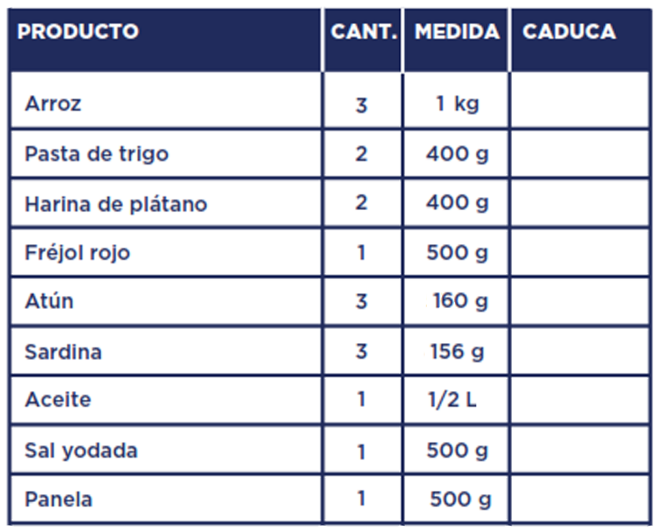 PRODUCTO CANT. MEDIDA CADUCA
Arroz 3 1 kg
Pasta de trigo 2 400 g
Harina de plátano 2 400 g
Fréjol rojo 1 500 g
Atún 3 160 g
Sardina 3 156 g
Aceite 1 1/2 L
Sal yodada 1 500 g
Panela 1 500 g